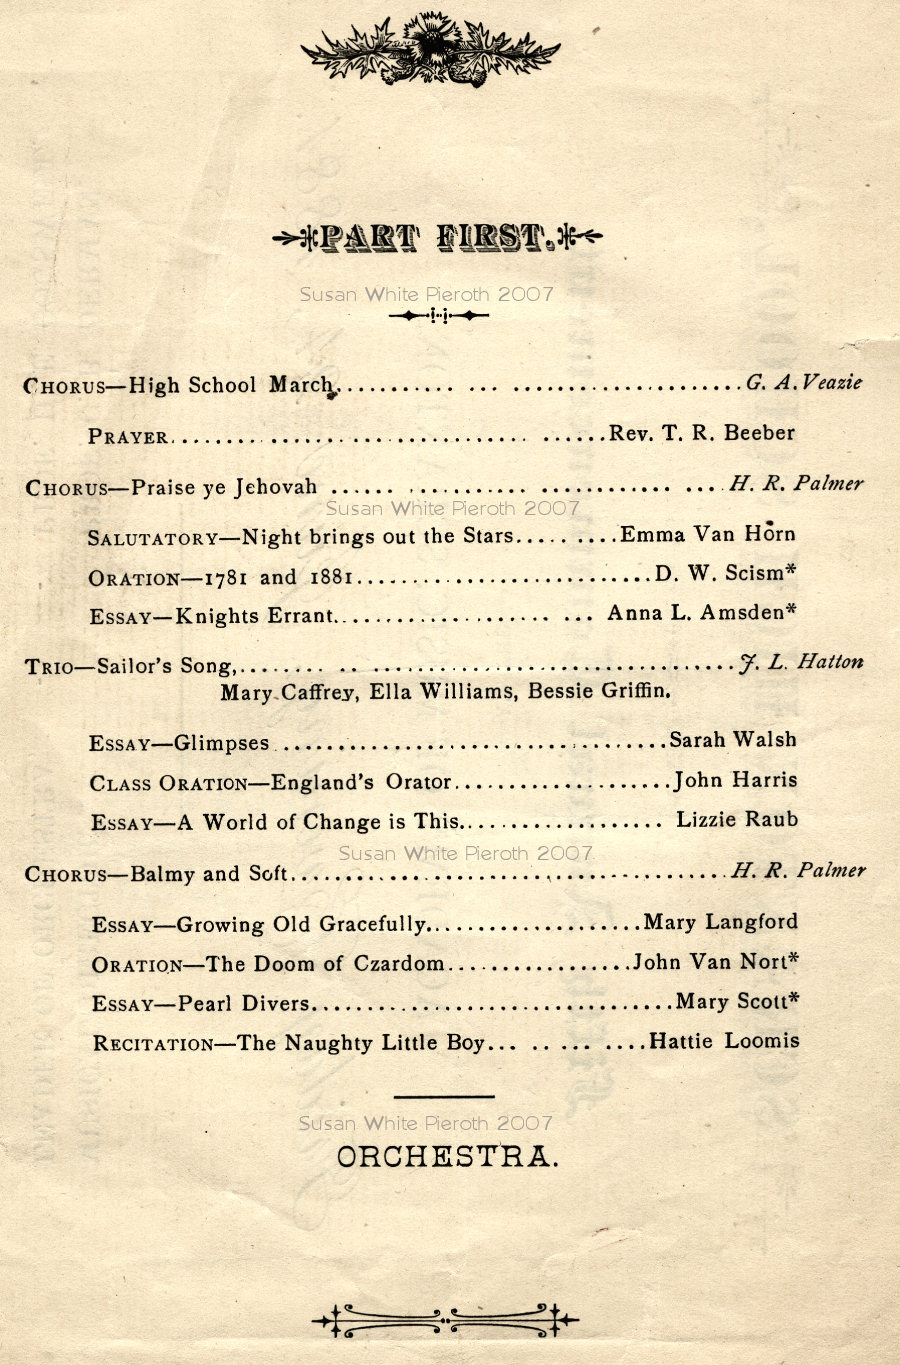 PART FIRST.
Susan White Pieroth 2007
CHORUS—High School March.......... ... .....................G. A. Veazie
PRAYER................................ ......Rev. T. R. Beeber
CHORUS—Praise ye Jehovah ...... ........... ............ ....H. R. Palmer
Susan White Pieroth 2007
SALUTATORY—Night brings out the Stars..... . ....Emma Van Horn
ORATION—1781 and 1881............................D. W. Scism*
ESSAY—Knights Errant...................... ... Anna L. Amsden*
TRIO—Sailor's Song,........ .. ..................................J. L. Hatton
Mary Caffrey, Ella Williams, Bessie Griffin.
ESSAY—Glimpses ....................................Sarah Walsh
CLASS ORATION—England's Orator....................John Harris
ESSAY—A World of Change is This..................... Lizzie Raub
Susan White Pieroth 2007
CHORUS—Balmy and Soft..........................................H. R. Palmer
ESSAY—Growing Old Gracefully.....................Mary Langford
ORATION—The Doom of Czardom..................John Van Nort*
ESSAY—Pearl Divers...................................Mary Scott*
RECITATION—The Naughty Little Boy... .. ... ....Hattie Loomis
Susan White Pieroth 2007
ORCHESTRA.